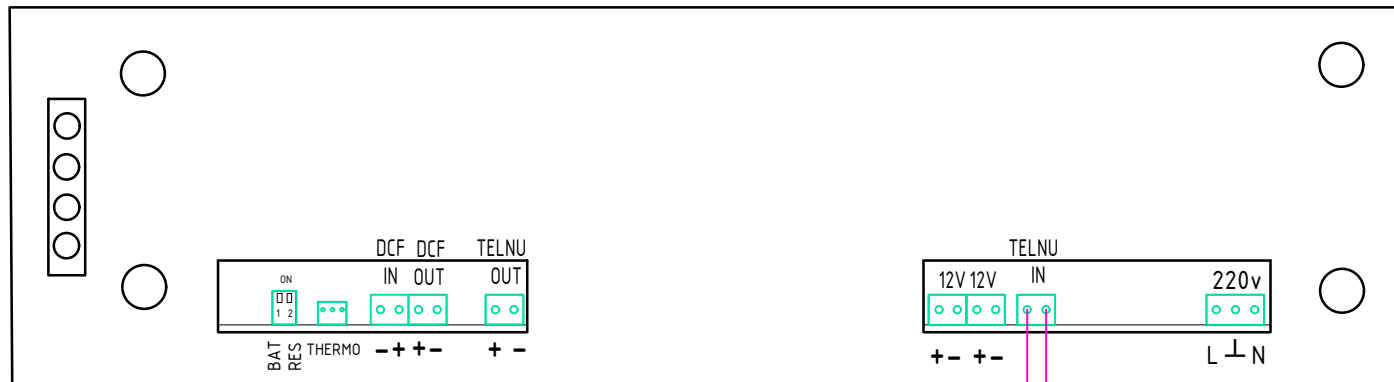 DCF DCF TELNU
IN OUT OUT
ON
1 2
BAT
RES
THERMO
- + + -
+ -
TELNU
IN
12V 12V
220v
+ - + -
L ⏊ N